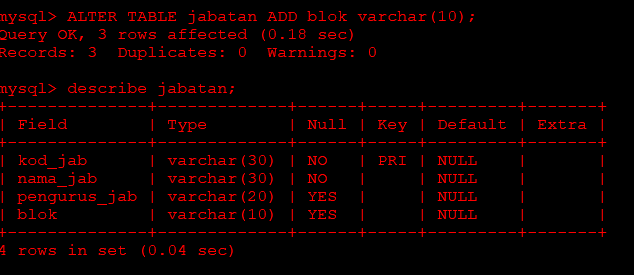 mysql> ALTER TABLE jabatan ADD blok varchar(10);
Query OK, 3 rows affected (0.18 sec)
Records: 3  Duplicates: 0  Warnings: 0
mysql> describe jabatan;
+--------------+-------------+------+-----+---------+-------+
| Field        | Type        | Null | Key | Default | Extra |
+--------------+-------------+------+-----+---------+-------+
| kod_jab      | varchar(30) | NO   | PRI | NULL    |       |
| nama_jab     | varchar(30) | NO   |     | NULL    |       |
| pengurus_jab | varchar(20) | YES  |     | NULL    |       |
| blok         | varchar(10) | YES  |     | NULL    |       |
+--------------+-------------+------+-----+---------+-------+
4 rows in set (0.04 sec)